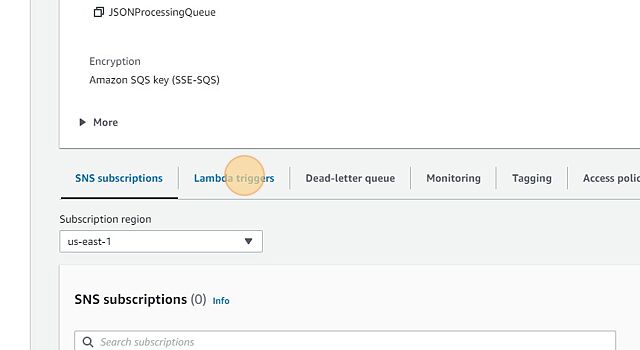 JSONProcessingQueue
Encryption
Amazon SQS key (SSE-SQS)
More
SNS subscriptions Lambda triggers Dead-letter queue Monitoring Tagging Access polic
Subscription region
us-east-1
SNS subscriptions (0) Info
Search subscriptions